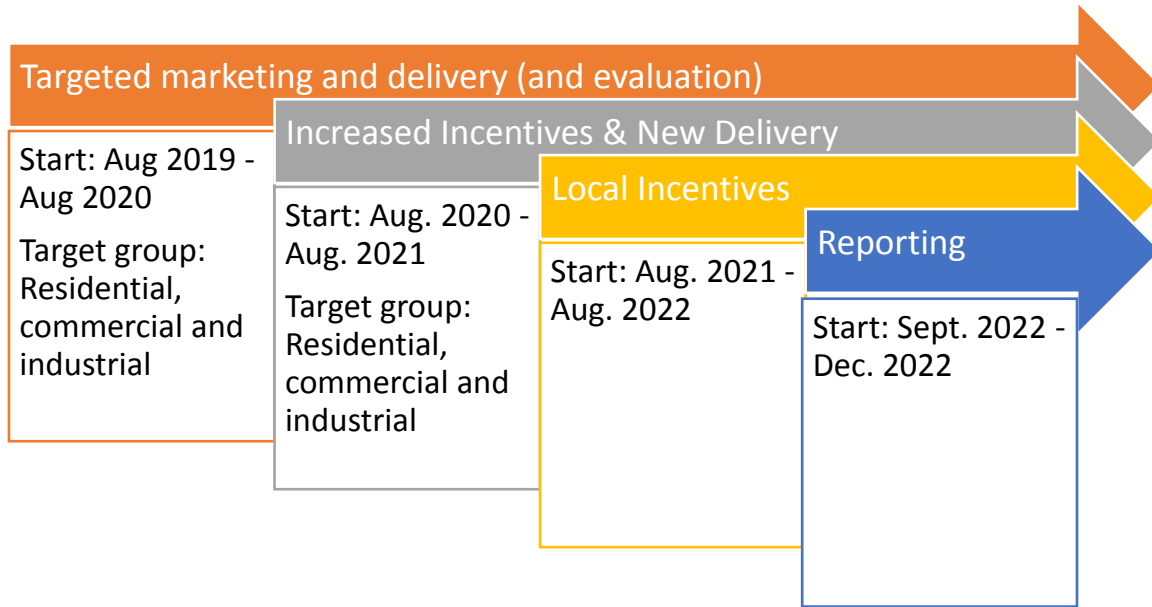 Targeted marketing and delivery (and evaluation)
Start: Aug 2019 -
Aug 2020
Target group:
Residential,
commercial and
industrial
Increased Incentives & New Delivery
Start: Aug. 2020 -
Aug. 2021
Target group:
Residential,
commercial and
industrial
Local Incentives
Start: Aug. 2021 -
Aug. 2022
Reporting
Start: Sept. 2022 -
Dec. 2022